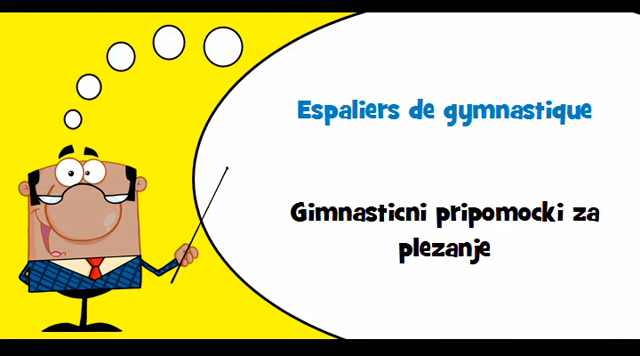 Espaliers de gymnastique
Gimnasticni pripomocki za
plezanje